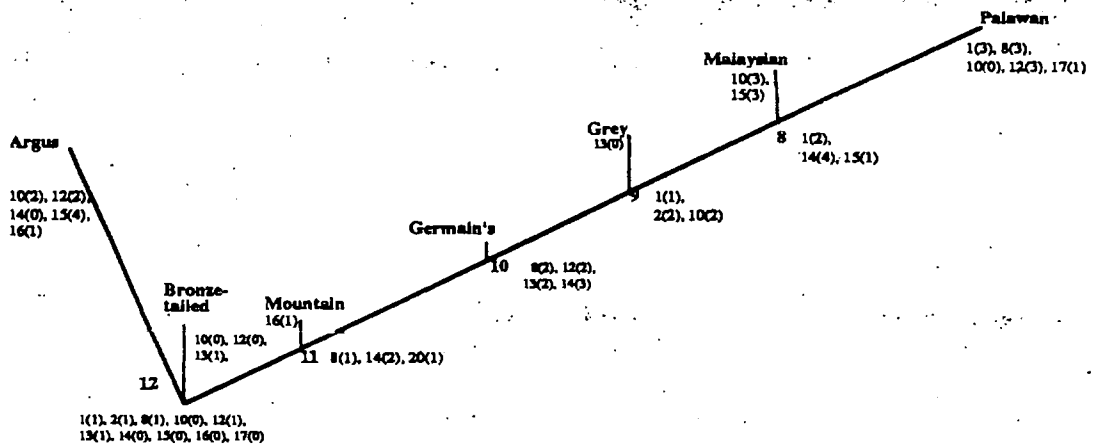 Palawan
1(3), 8(3),
10(0), 12(3), 17(1)
Malaysian
10(3),
15(3)
8 1(2),
14(4), 15(1)
Grey
13(0)
9 1(1),
2(2), 10(2)
Argus
10(2), 12(2),
14(0), 15(4),
16(1)
Germain's
10 8(2), 12(2),
13(2), 14(3)
Bronze-
tailed
10(0), 12(0),
13(1),
Mountain
16(1)
11 8(1), 14(2), 20(1)
12
1(1), 2(1), 8(1), 10(0), 12(1),
13(1), 14(0), 15(0), 16(0), 17(0)